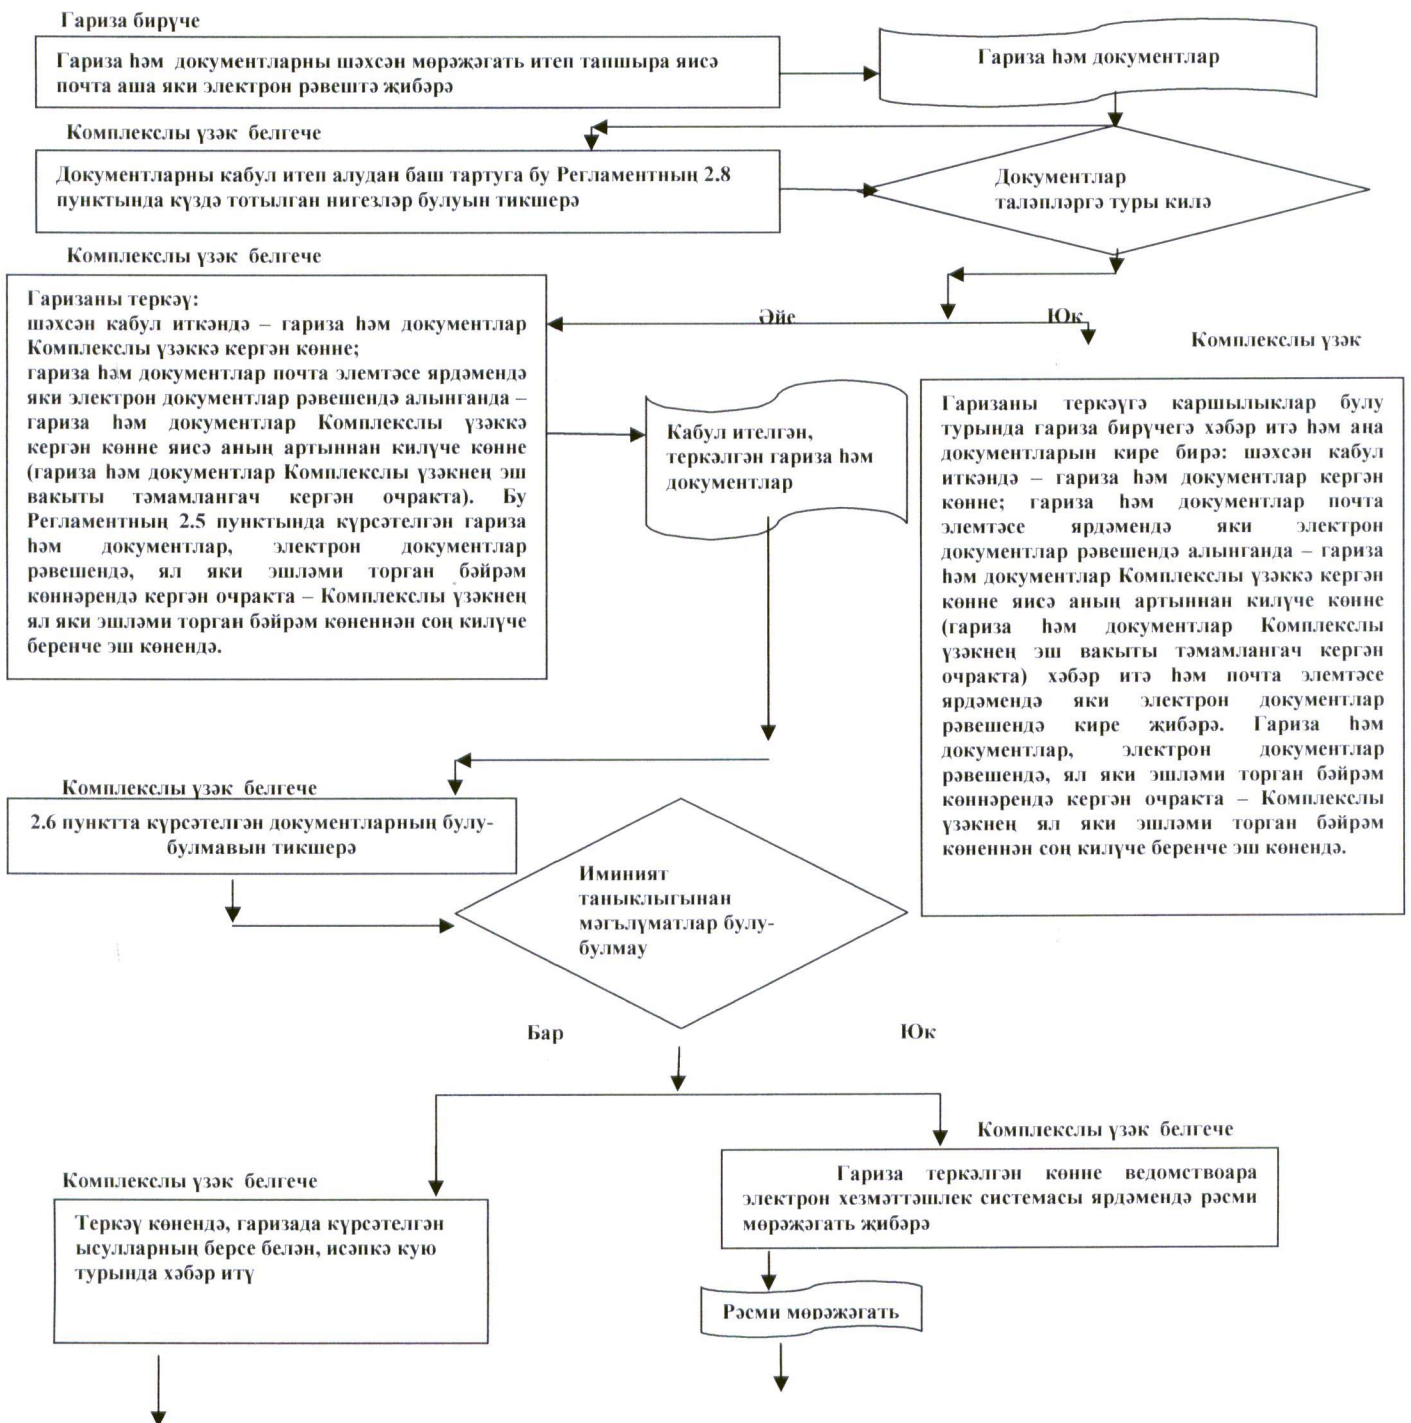 Гариза бирүче
Гариза һәм документларны шәхсән мөрәҗәгать итеп тапшыра яисә
почта аша яки электрон рәвештә җибәрә
Гариза һәм документлар
Комплекслы үзәк белгече
Документларны кабул итеп алудан баш тартуга бу Регламентның 2.8
пунктында күздә тотылган нигезләр булуын тикшерә
Документлар
таләпләргә туры килә
Комплекслы үзәк белгече
Гаризаны теркәү:
шәхсән кабул иткәндә – гариза һәм документлар
Комплекслы үзәккә кергән көнне;
гариза һәм документлар почта элемтәсе ярдәмендә
яки электрон документлар рәвешендә алынганда –
гариза һәм документлар Комплекслы үзәккә
кергән көнне яисә аның артыннан килүче көнне
(гариза һәм документлар Комплекслы үзәкнең эш
вакыты тәмамлангач кергән очракта). Бу
Регламентның 2.5 пунктында күрсәтелгән гариза
һәм документлар, электрон документлар
рәвешендә, ял яки эшләми торган бәйрәм
көннәрендә кергән очракта – Комплекслы үзәкнең
ял яки эшләми торган бәйрәм көненнән соң килүче
беренче эш көнендә.
Әйе
Юк
Комплекслы үзәк
Кабул ителгән,
теркәлгән гариза һәм
документлар
Гаризаны теркәүгә каршылыклар булу
турында гариза бирүчегә хәбәр итә һәм аңа
документларын кире бирә: шәхсән кабул
иткәндә – гариза һәм документлар кергән
көнне; гариза һәм документлар почта
элемтәсе ярдәмендә яки электрон
документлар рәвешендә алынганда – гариза
һәм документлар Комплекслы үзәккә кергән
көнне яисә аның артыннан килүче көнне
(гариза һәм документлар Комплекслы
үзәкнең эш вакыты тәмамлангач кергән
очракта) хәбәр итә һәм почта элемтәсе
ярдәмендә яки электрон документлар
рәвешендә кире җибәрә. Гариза һәм
документлар, электрон документлар
рәвешендә, ял яки эшләми торган бәйрәм
көннәрендә кергән очракта – Комплекслы
үзәкнең ял яки эшләми торган бәйрәм
көненнән соң килүче беренче эш көнендә.
Комплекслы үзәк белгече
2.6 пунктта күрсәтелгән документларның булу-
булмавын тикшерә
Иминият
таныклыгынан
мәгълүматлар булу-
булмау
Бар
Юк
Комплекслы үзәк белгече
Гариза теркәлгән көнне ведомствоара
электрон хезмәттәшлек системасы ярдәмендә рәсми
мөрәҗәгать җибәрә
Комплекслы үзәк белгече
Теркәү көнендә, гаризада күрсәтелгән
ысулларның берсе белән, исәпкә кую
турында хәбәр итү
Рәсми мөрәҗәгать